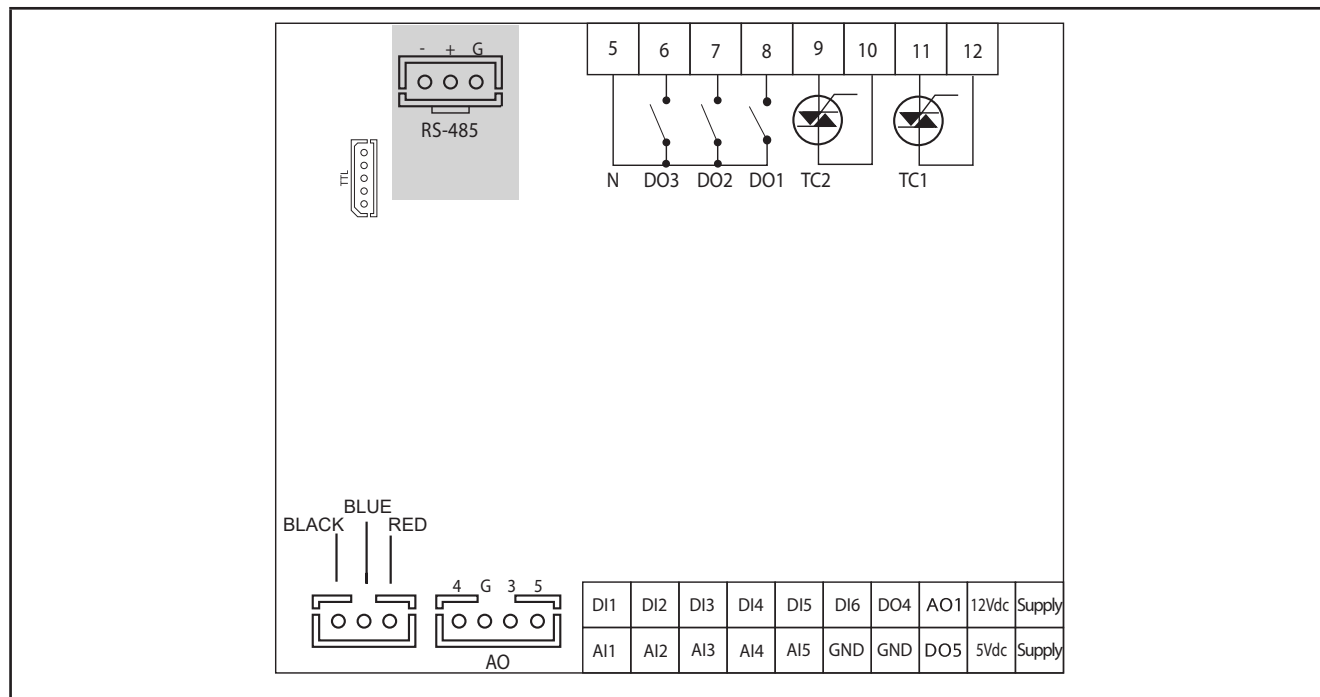 - + G
RS-485
TTL
5 6 7 8 9 10 11 12
N DO3 DO2 DO1 TC2 TC1
BLUE
BLACK RED
4 G 3 5
AO
DI1 DI2 DI3 DI4 DI5 DI6 DO4 AO1 12Vdc Supply
AI1 AI2 AI3 AI4 AI5 GND GND DO5 5Vdc Supply